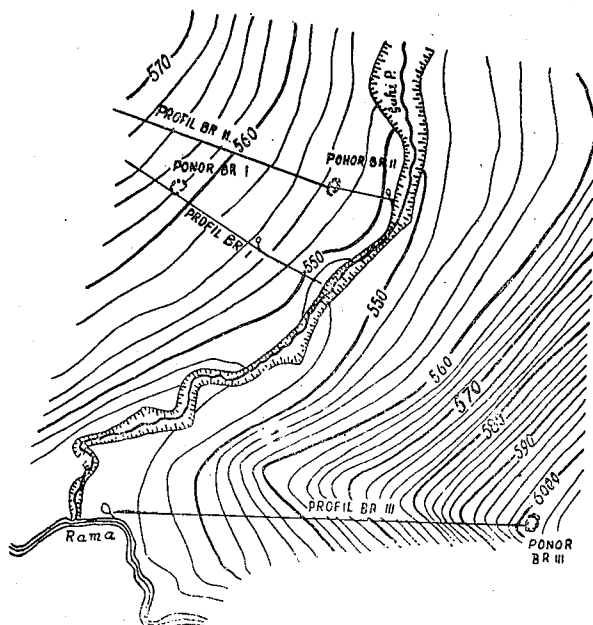 570
PROFIL BR II.
560
PONOR BR I
PONOR BR II
Suhi P.
PROFIL BR I
550
550
560
570
580
590
6000
PROFIL BR III
Rama
PONOR
BR III